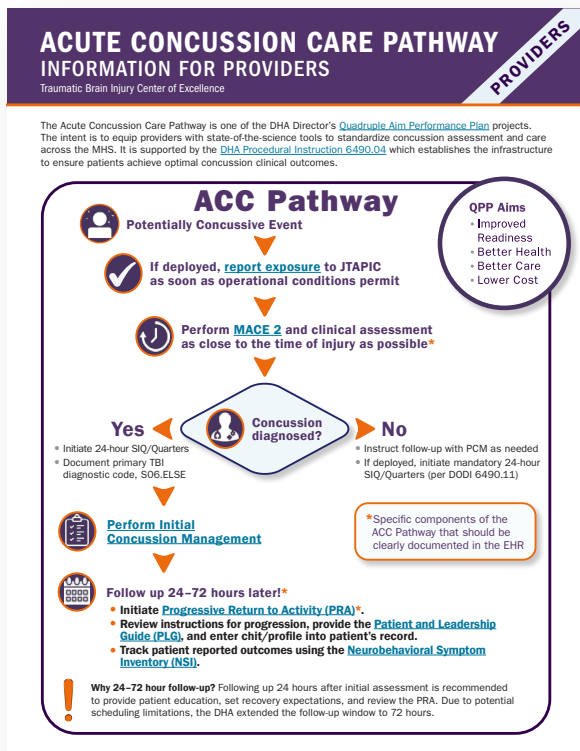 ACUTE CONCUSSION CARE PATHWAY
INFORMATION FOR PROVIDERS
Traumatic Brain Injury Center of Excellence
PROVIDERS
The Acute Concussion Care Pathway is one of the DHA Director's Quadruple Aim Performance Plan projects.
The intent is to equip providers with state-of-the-science tools to standardize concussion assessment and care
across the MHS. It is supported by the DHA Procedural Instruction 6490.04 which establishes the infrastructure
to ensure patients achieve optimal concussion clinical outcomes.
ACC Pathway
Potentially Concussive Event
QPP Aims
• Improved
Readiness
• Better Health
• Better Care
• Lower Cost
If deployed, report exposure to JTAPIC
as soon as operational conditions permit
Perform MACE 2 and clinical assessment
as close to the time of injury as possible*
Concussion
diagnosed?
Yes
• Initiate 24-hour SIQ/Quarters
• Document primary TBI
diagnostic code, S06.ELSE
No
• Instruct follow-up with PCM as needed
• If deployed, initiate mandatory 24-hour
SIQ/Quarters (per DODI 6490.11)
*Specific components of the
ACC Pathway that should be
clearly documented in the EHR
Perform Initial
Concussion Management
Follow up 24–72 hours later!*
• Initiate Progressive Return to Activity (PRA)*.
• Review instructions for progression, provide the Patient and Leadership
Guide (PLG), and enter chit/profile into patient's record.
• Track patient reported outcomes using the Neurobehavioral Symptom
Inventory (NSI).
Why 24–72 hour follow-up? Following up 24 hours after initial assessment is recommended
to provide patient education, set recovery expectations, and review the PRA. Due to potential
scheduling limitations, the DHA extended the follow-up window to 72 hours.